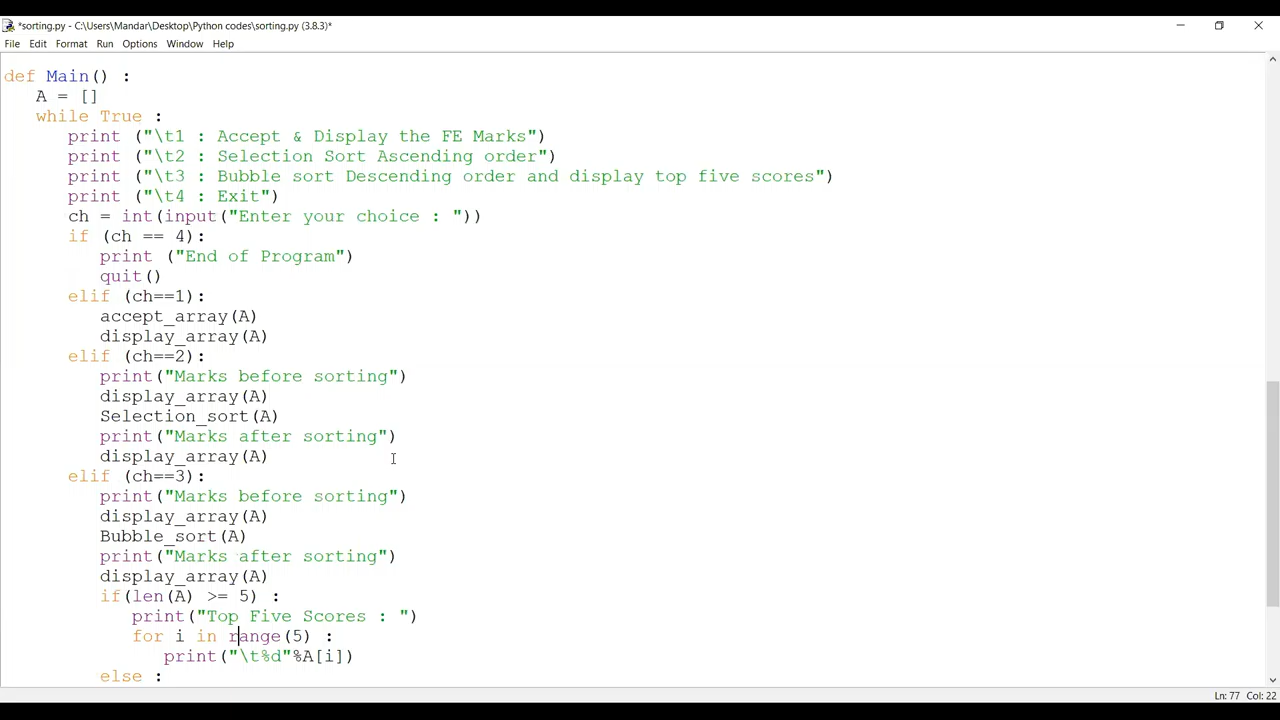 *sorting.py - C:\Users\Mandar\Desktop\Python codes\sorting.py (3.8.3)*
File Edit Format Run Options Window Help
def Main() :
   A = []
   while True :
      print ("\t1 : Accept & Display the FE Marks")
      print ("\t2 : Selection Sort Ascending order")
      print ("\t3 : Bubble sort Descending order and display top five scores")
      print ("\t4 : Exit")
      ch = int(input("Enter your choice : "))
      if (ch == 4):
         print ("End of Program")
         quit()
      elif (ch==1):
         accept_array(A)
         display_array(A)
      elif (ch==2):
         print("Marks before sorting")
         display_array(A)
         Selection_sort(A)
         print("Marks after sorting")
         display_array(A)
      elif (ch==3):
         print("Marks before sorting")
         display_array(A)
         Bubble_sort(A)
         print("Marks after sorting")
         display_array(A)
         if(len(A) >= 5) :
            print("Top Five Scores : ")
            for i in range(5) :
               print("\t%d"%A[i])
         else :
Ln: 77 Col: 22